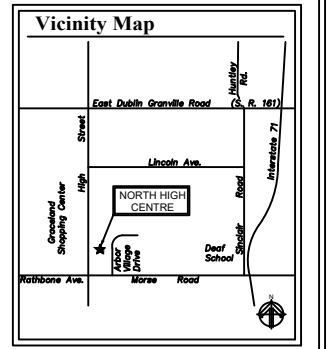 Vicinity Map
Huntley
Rd.
East Dublin Granville Road (S. R. 161)
Street
High
Lincoln Ave.
Interstate 71
Road
Sinclair
NORTH HIGH
CENTRE
Graceland
Shopping Center
Arbor
Village
Drive
Deaf
School
Rathbone Ave. Morse Road
N